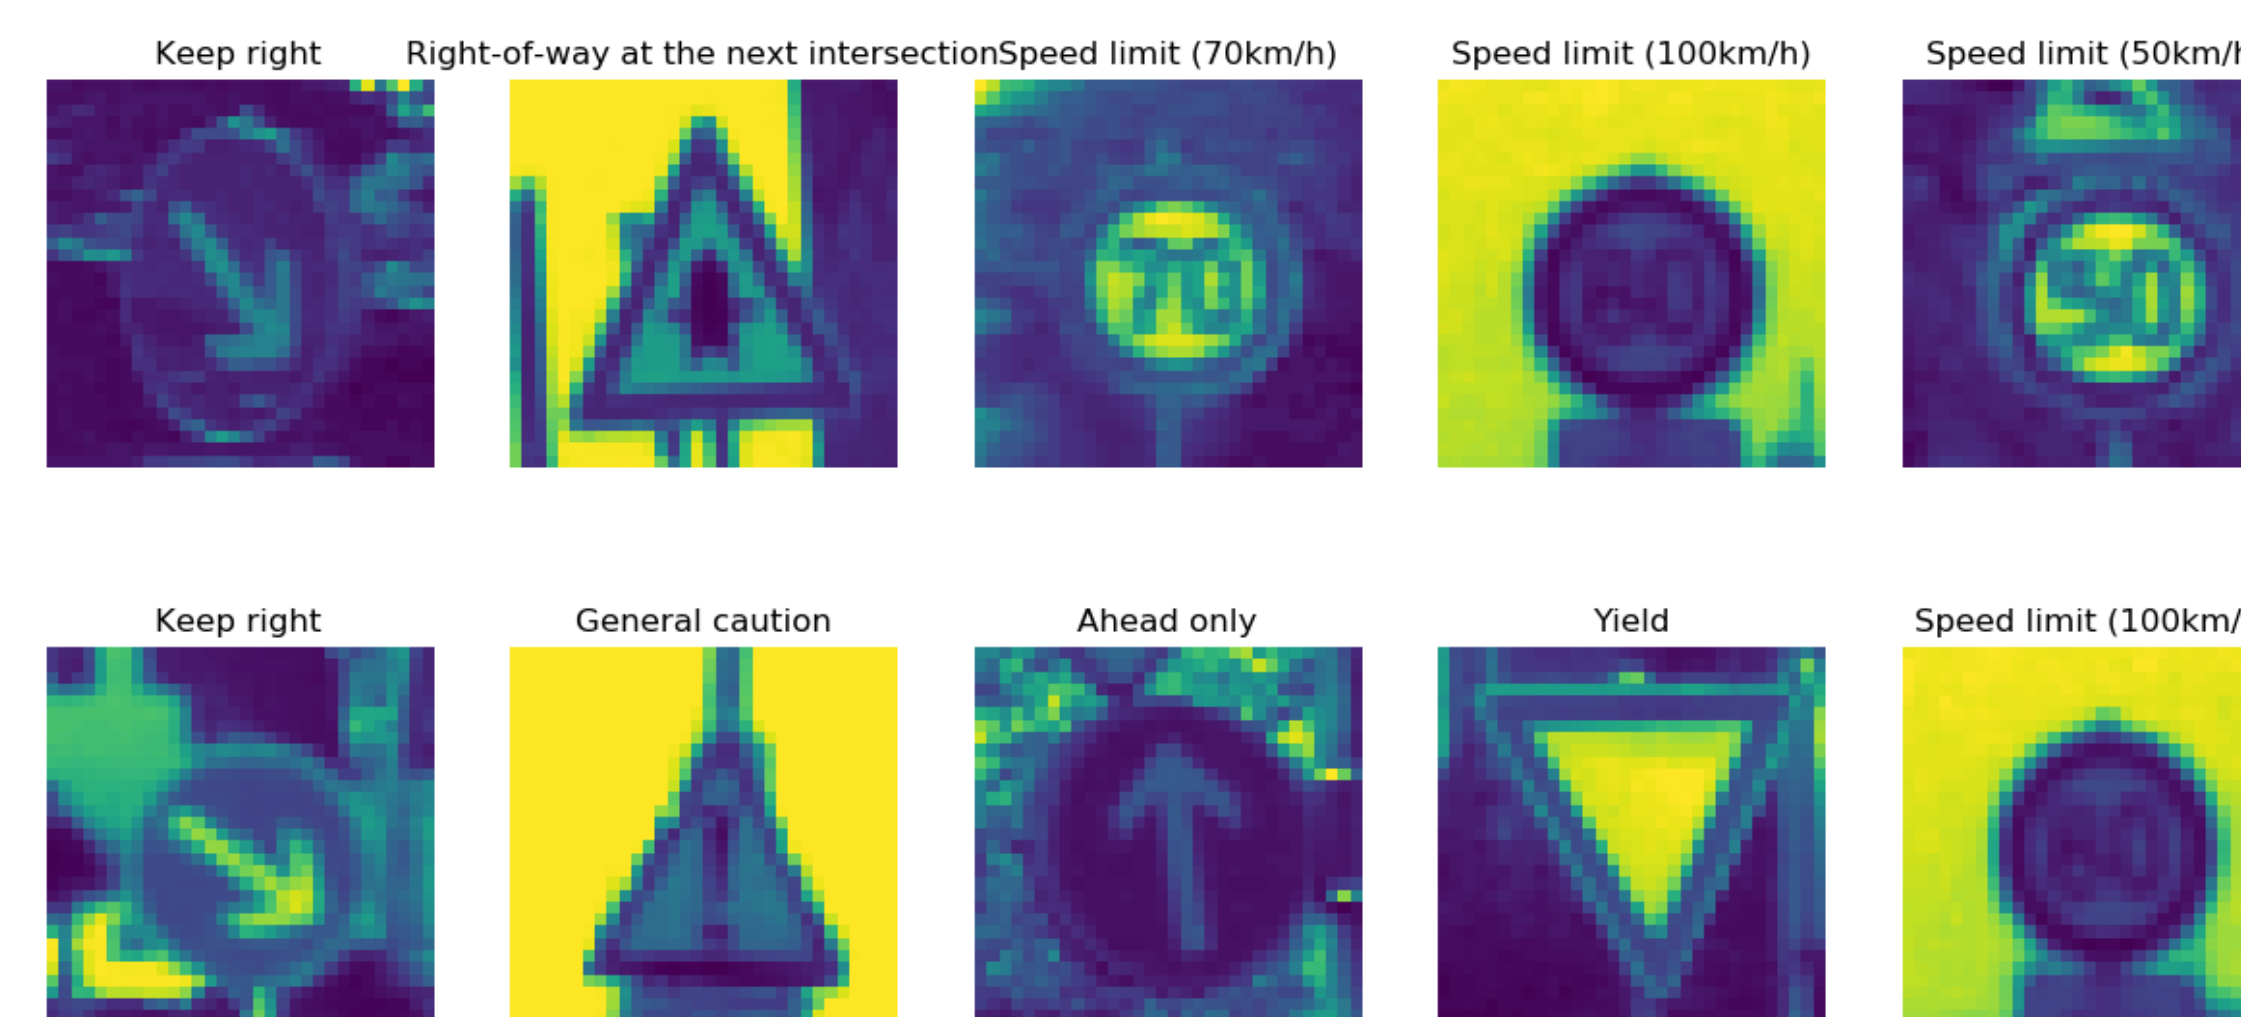 Keep right
Right-of-way at the next intersection
Speed limit (70km/h)
Speed limit (100km/h)
Speed limit (50km/h
Keep right
General caution
Ahead only
Yield
Speed limit (100km/